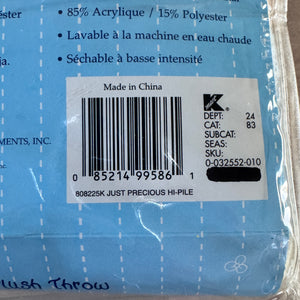 ester
• 85% Acrylique / 15% Polyester
• Lavable à la machine en eau chaude
ja.
• Séchable à basse intensité
Made in China
K®
DEPT: 24
CAT: 83
SUBCAT:
SEAS:
SKU:
0-032552-010
MENTS, INC.
0 85214 99586 1
808225K JUST PRECIOUS HI-PILE
lush Throw